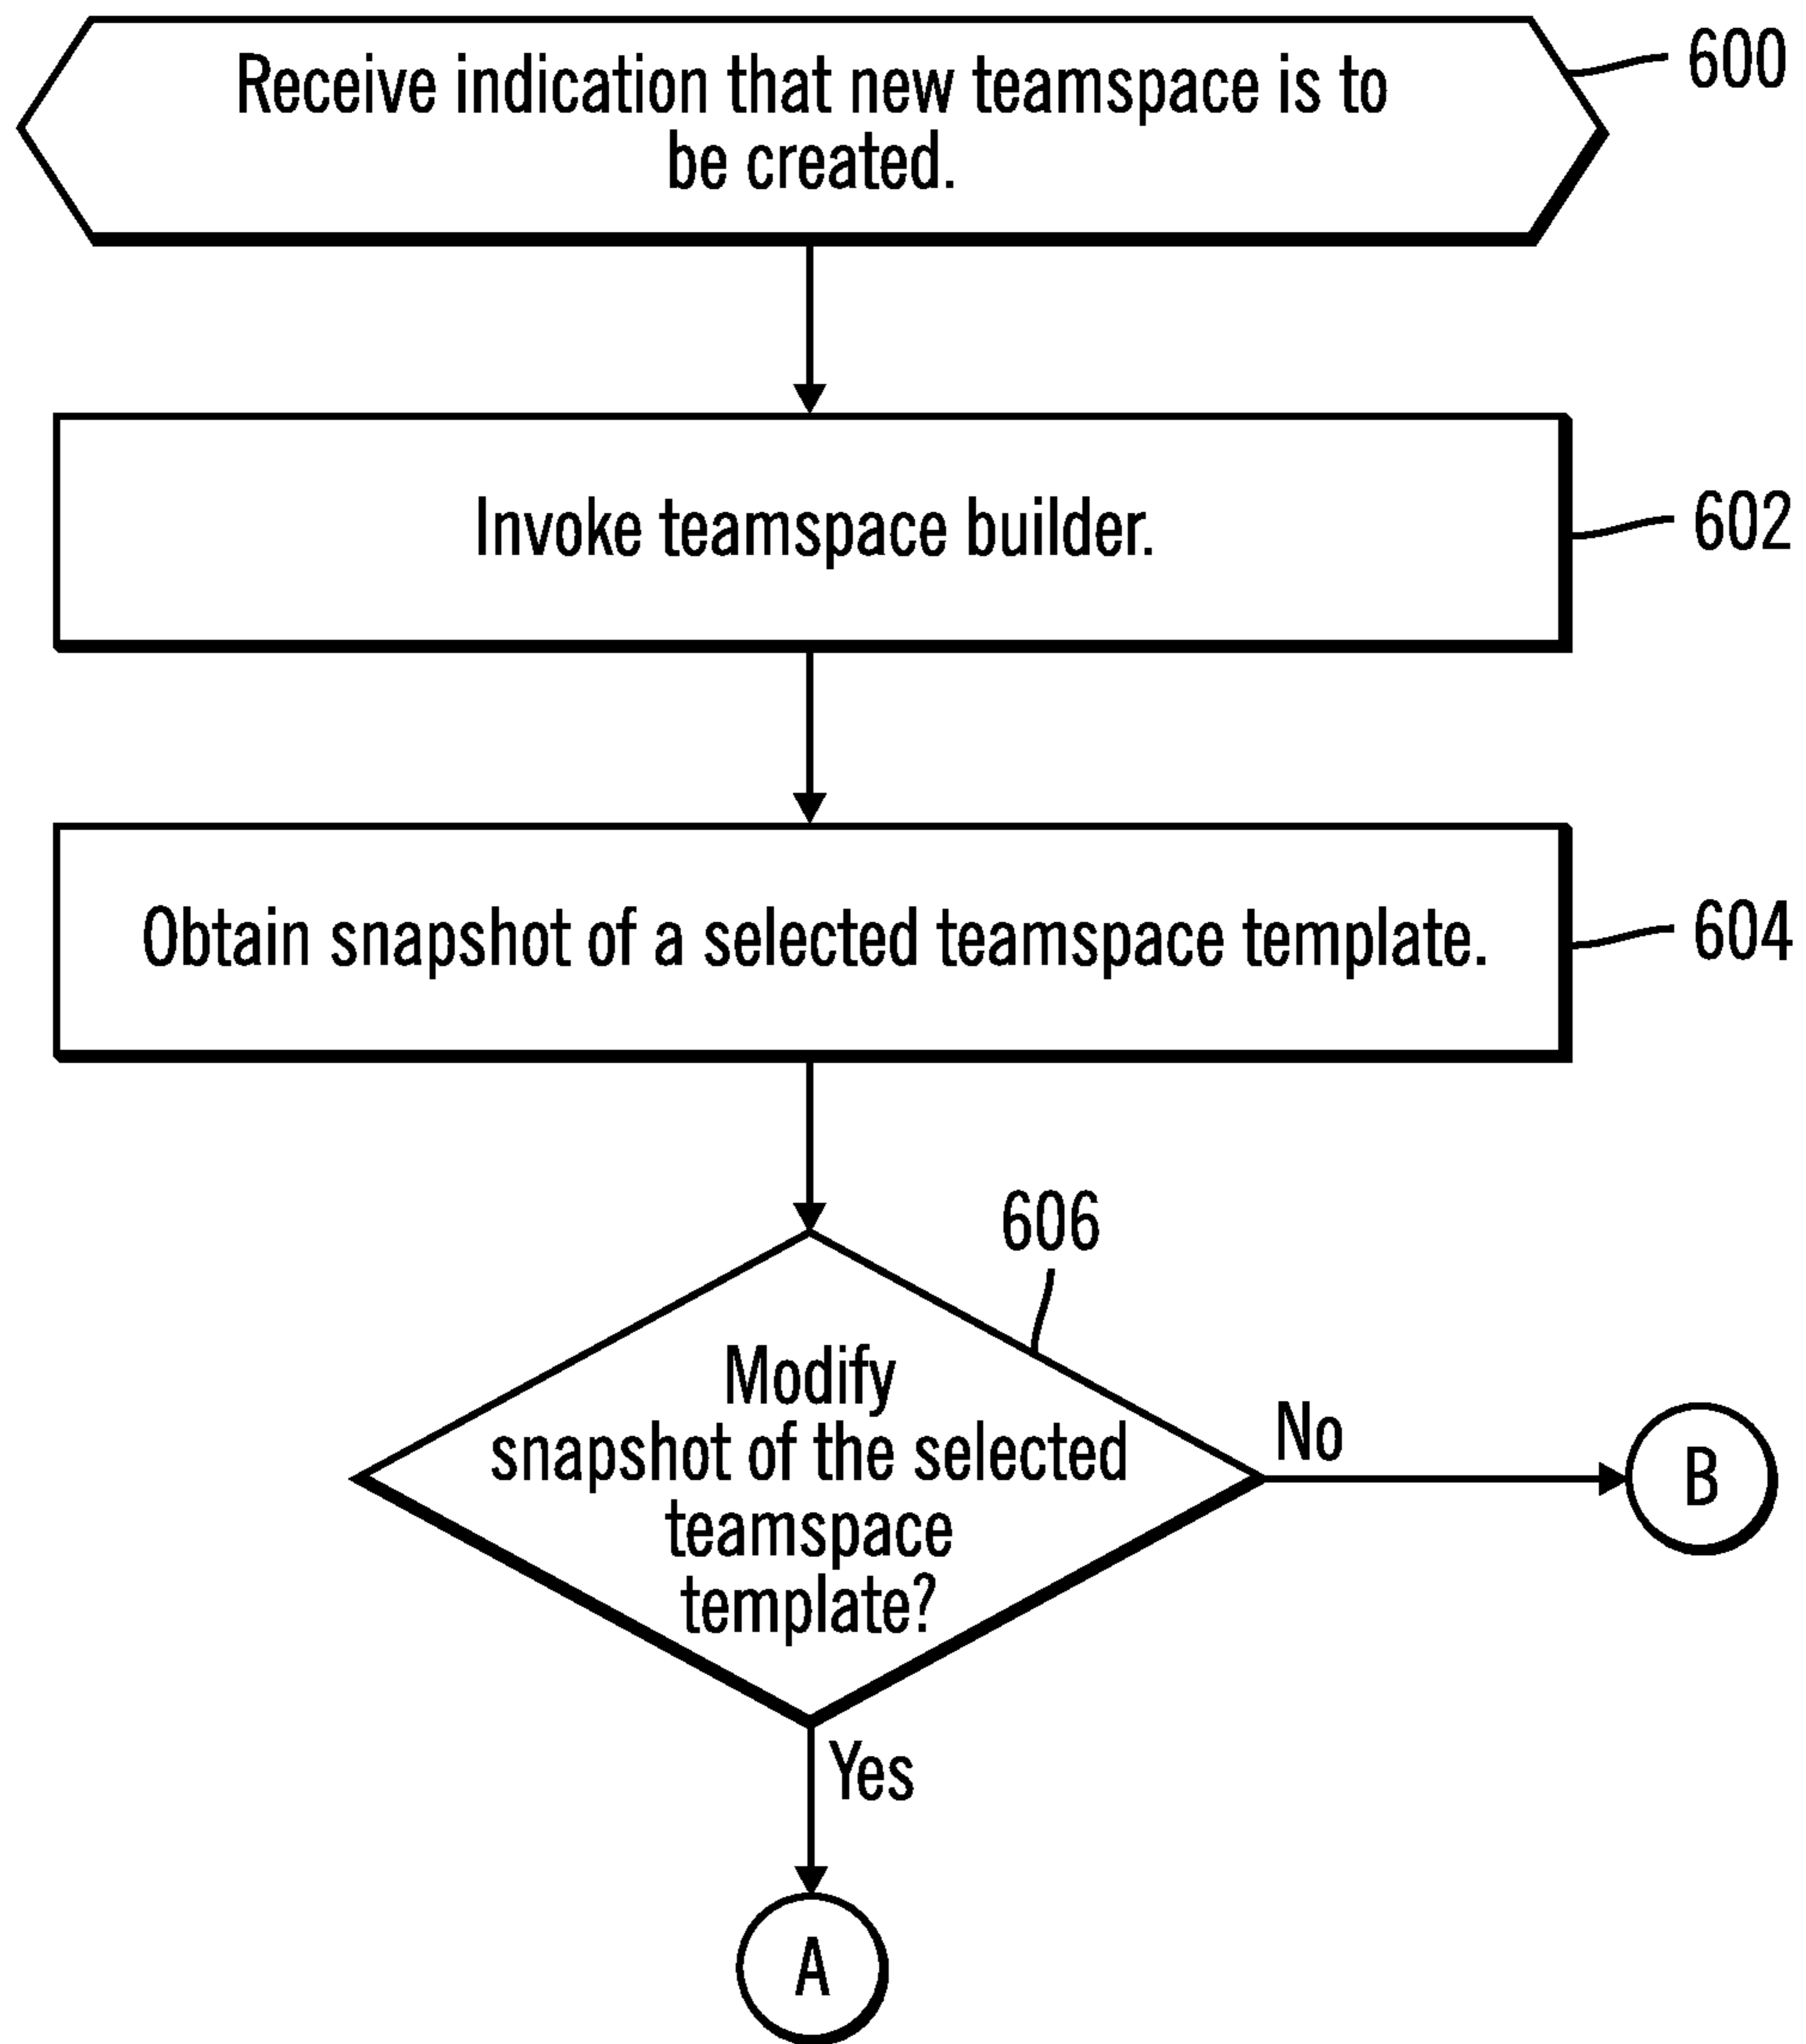 Receive indication that new teamspace is to
be created.
600
Invoke teamspace builder.
602
Obtain snapshot of a selected teamspace template.
604
606
Modify
snapshot of the selected
teamspace
template?
No
B
Yes
A